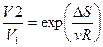 V2/V₁ = exp(ΔS/vR)